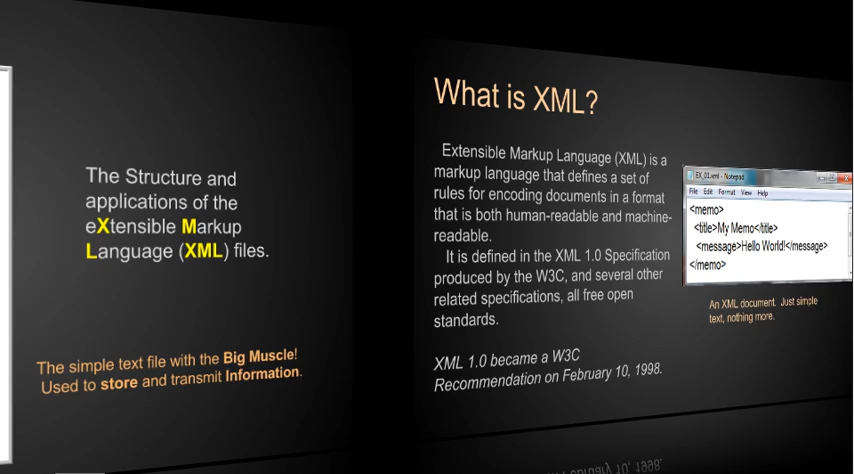 The Structure and
applications of the
eXtensible Markup
Language (XML) files.
The simple text file with the Big Muscle!
Used to store and transmit Information.
What is XML?
Extensible Markup Language (XML) is a
markup language that defines a set of
rules for encoding documents in a format
that is both human-readable and machine-
readable.
It is defined in the XML 1.0 Specification
produced by the W3C, and several other
related specifications, all free open
standards.
XML 1.0 became a W3C
Recommendation on February 10, 1998.
EX_01.xml - Notepad
File Edit Format View Help
<memo>
<title>My Memo</title>
<message>Hello World!</message>
</memo>
An XML document. Just simple
text, nothing more.